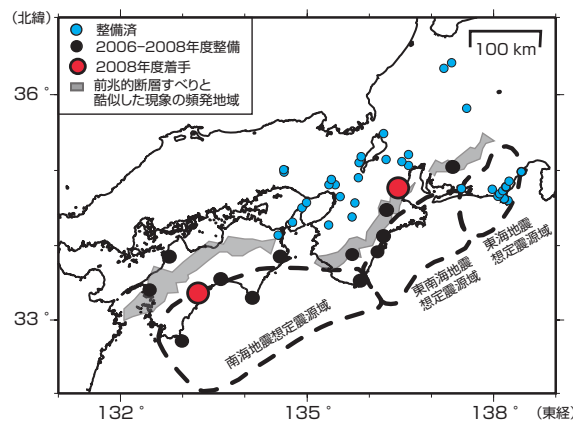 (北緯)
整備済
2006-2008年度整備
2008年度着手
前兆的断層すべりと
酷似した現象の頻発地域
100 km
36°
33°
東海地震
想定震源域
東南海地震
想定震源域
南海地震想定震源域
132°
135°
138°
(東経)